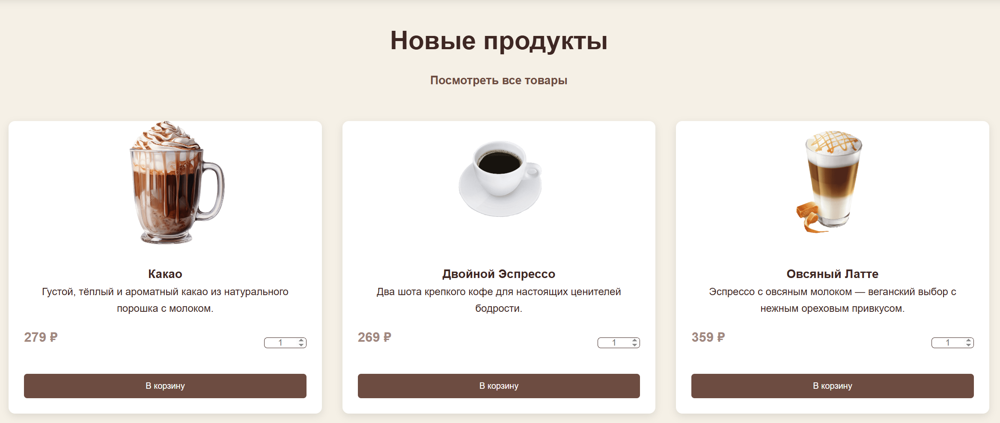 Новые продукты
Посмотреть все товары
Какао
Густой, тёплый и ароматный какао из натурального
порошка с молоком.
279 ₽
1
В корзину
Двойной Эспрессо
Два шота крепкого кофе для настоящих ценителей
бодрости.
269 ₽
1
В корзину
Овсяный Латте
Эспрессо с овсяным молоком — веганский выбор с
нежным ореховым привкусом.
359 ₽
1
В корзину